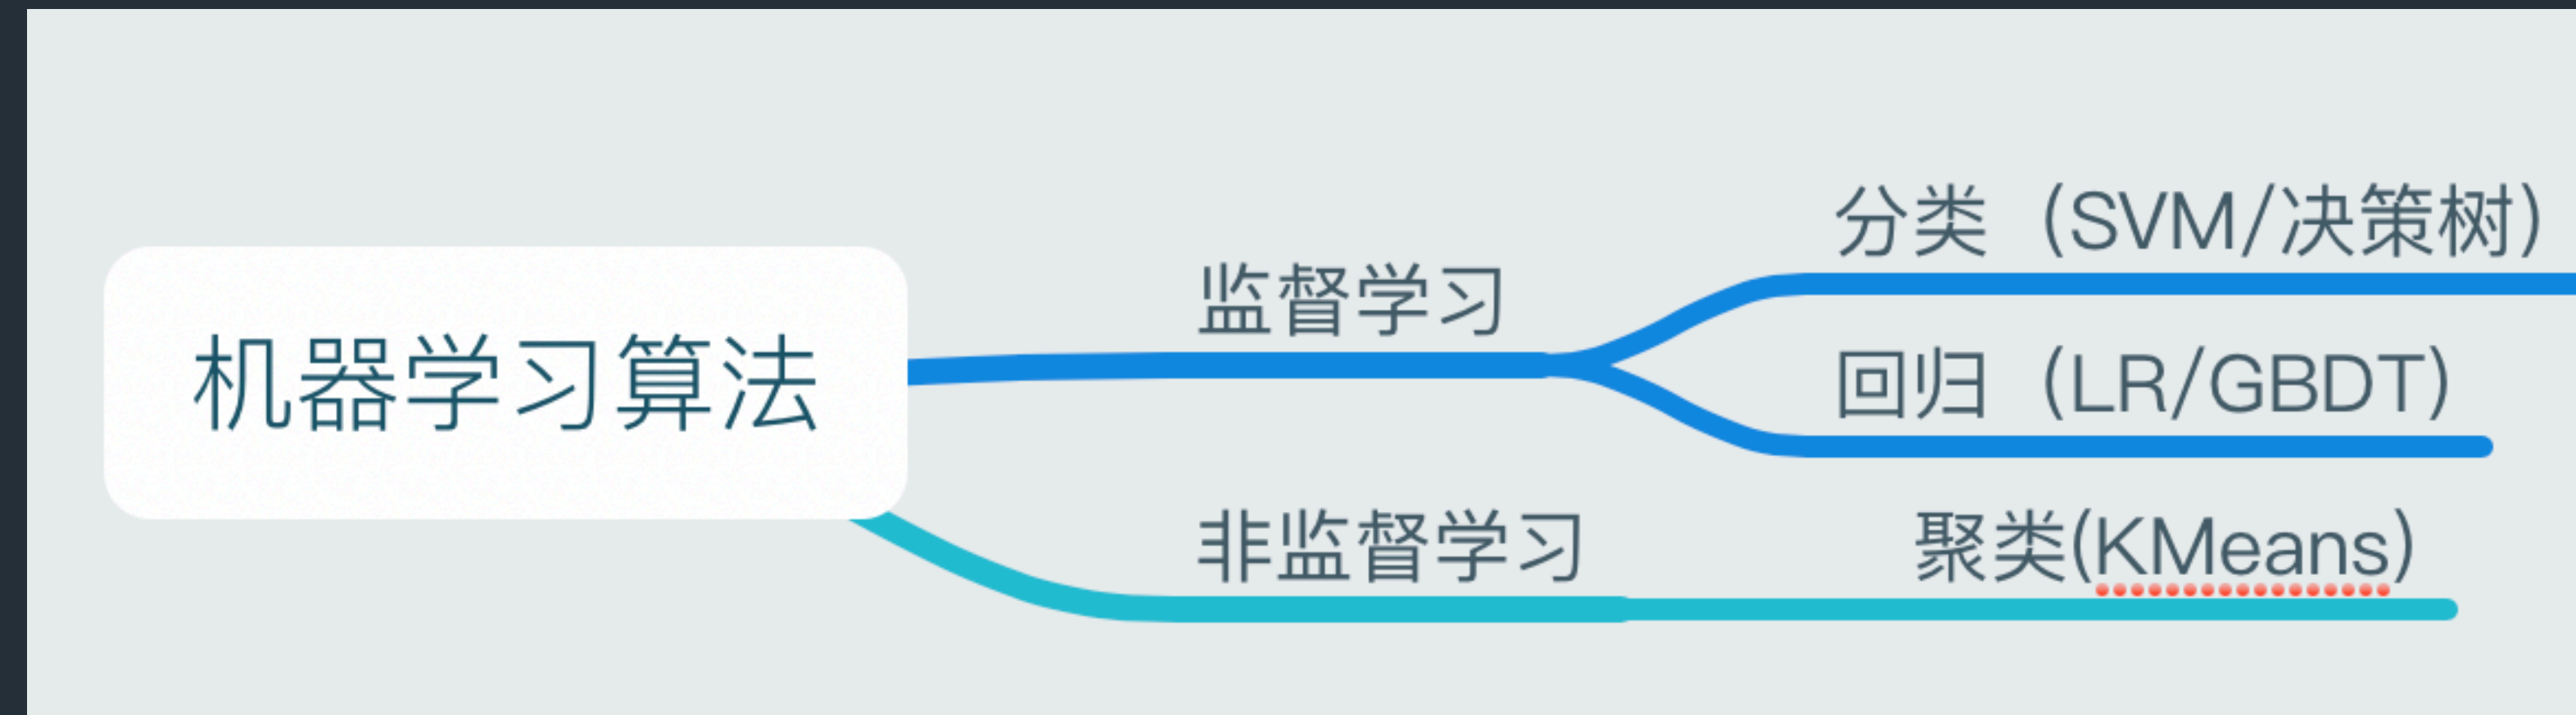 机器学习算法
监督学习
分类（SVM/决策树）
回归（LR/GBDT）
非监督学习
聚类(KMeans)